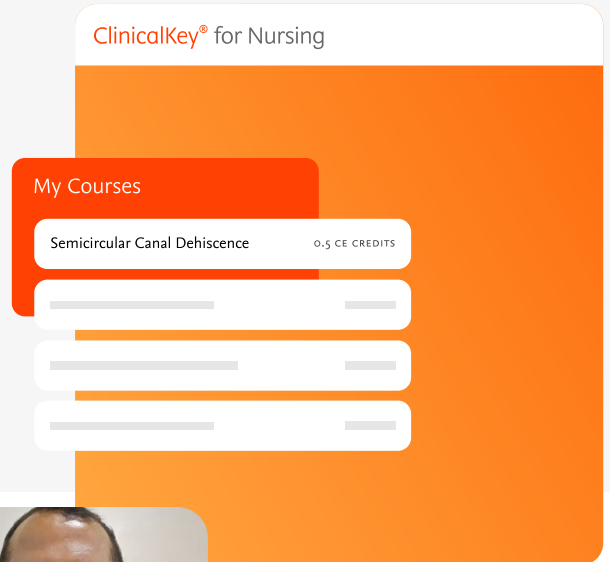 ClinicalKey® for Nursing
My Courses
Semicircular Canal Dehiscence 0.5 CE CREDITS